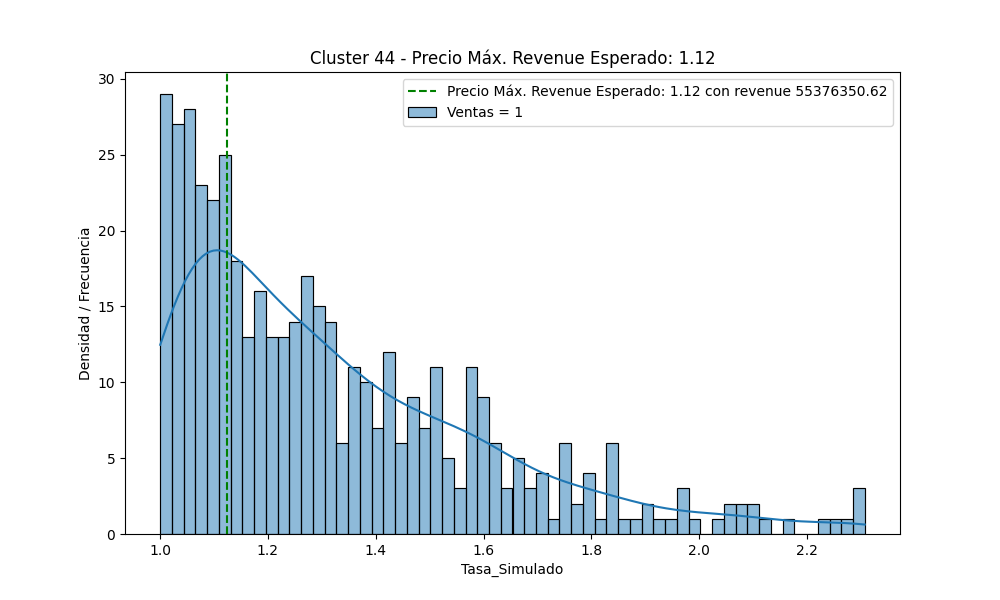 Cluster 44 - Precio Máx. Revenue Esperado: 1.12
Precio Máx. Revenue Esperado: 1.12 con revenue 55376350.62
Ventas = 1
Densidad / Frecuencia
30
25
20
15
10
5
0
1.0 1.2 1.4 1.6 1.8 2.0 2.2
Tasa_Simulado